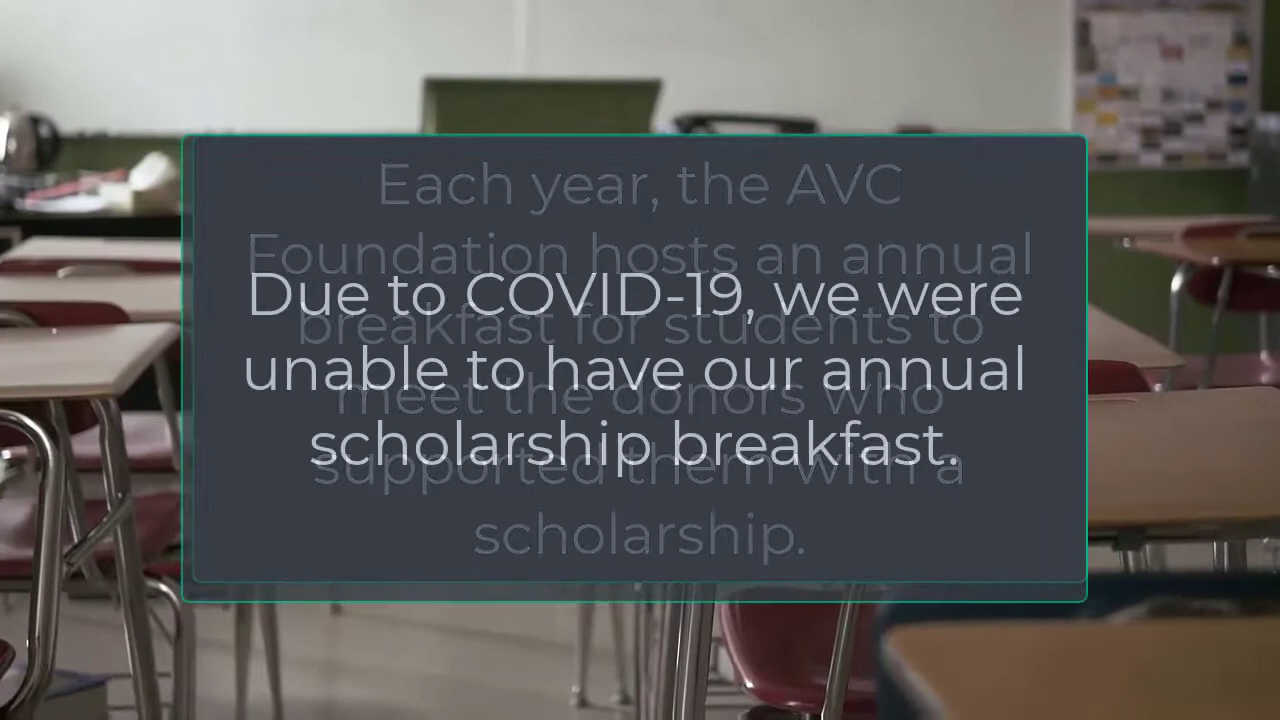 Each year, the AVC
Foundation hosts an annual
breakfast for students to
meet the donors who
supported them with a
scholarship.
Due to COVID-19, we were
unable to have our annual
scholarship breakfast.